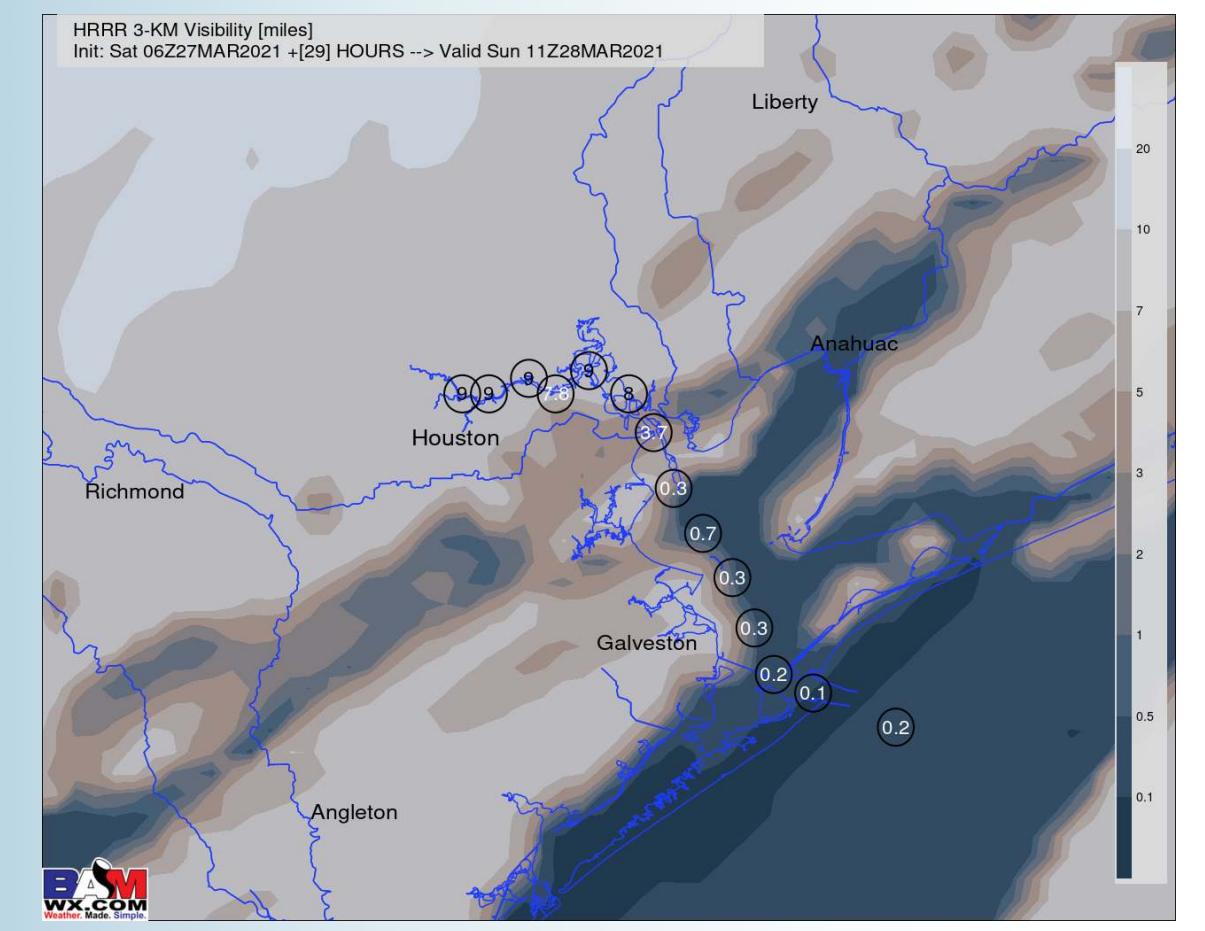 HRRR 3-KM Visibility [miles]
Init: Sat 06Z27MAR2021 +[29] HOURS --> Valid Sun 11Z28MAR2021
Liberty
20
10
7
Anahuac
9
9
9
7.8
9
8
5
3.7
Houston
3
Richmond
0.3
0.7
2
0.3
0.3
1
Galveston
0.2
0.1
0.5
0.2
0.1
Angleton
BAM
WX.COM
Weather. Made. Simple.